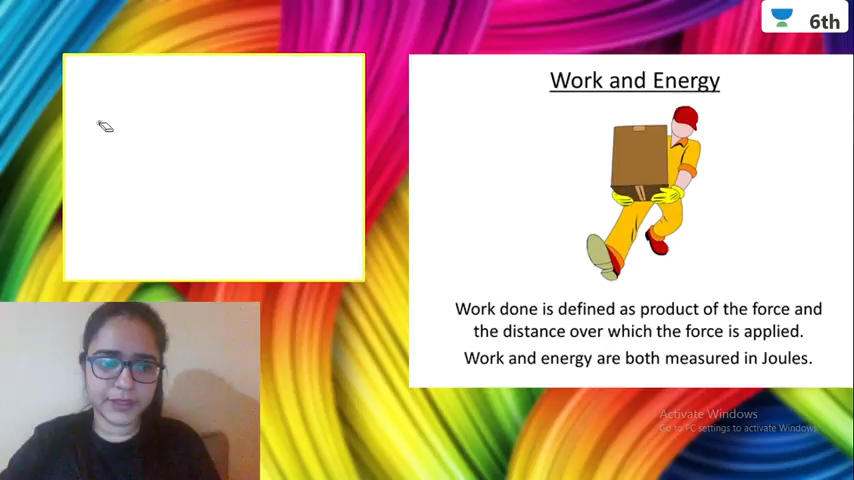 6th
Work and Energy
Work done is defined as product of the force and
the distance over which the force is applied.
Work and energy are both measured in Joules.
Activate Windows
Go to PC settings to activate Windows.